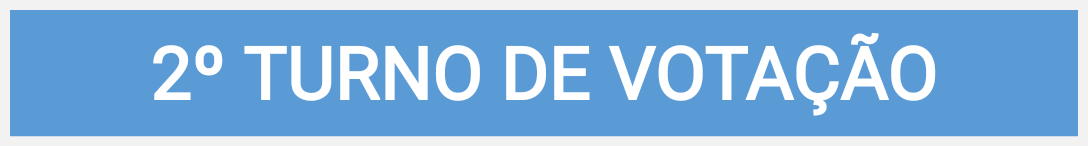 2º TURNO DE VOTAÇÃO